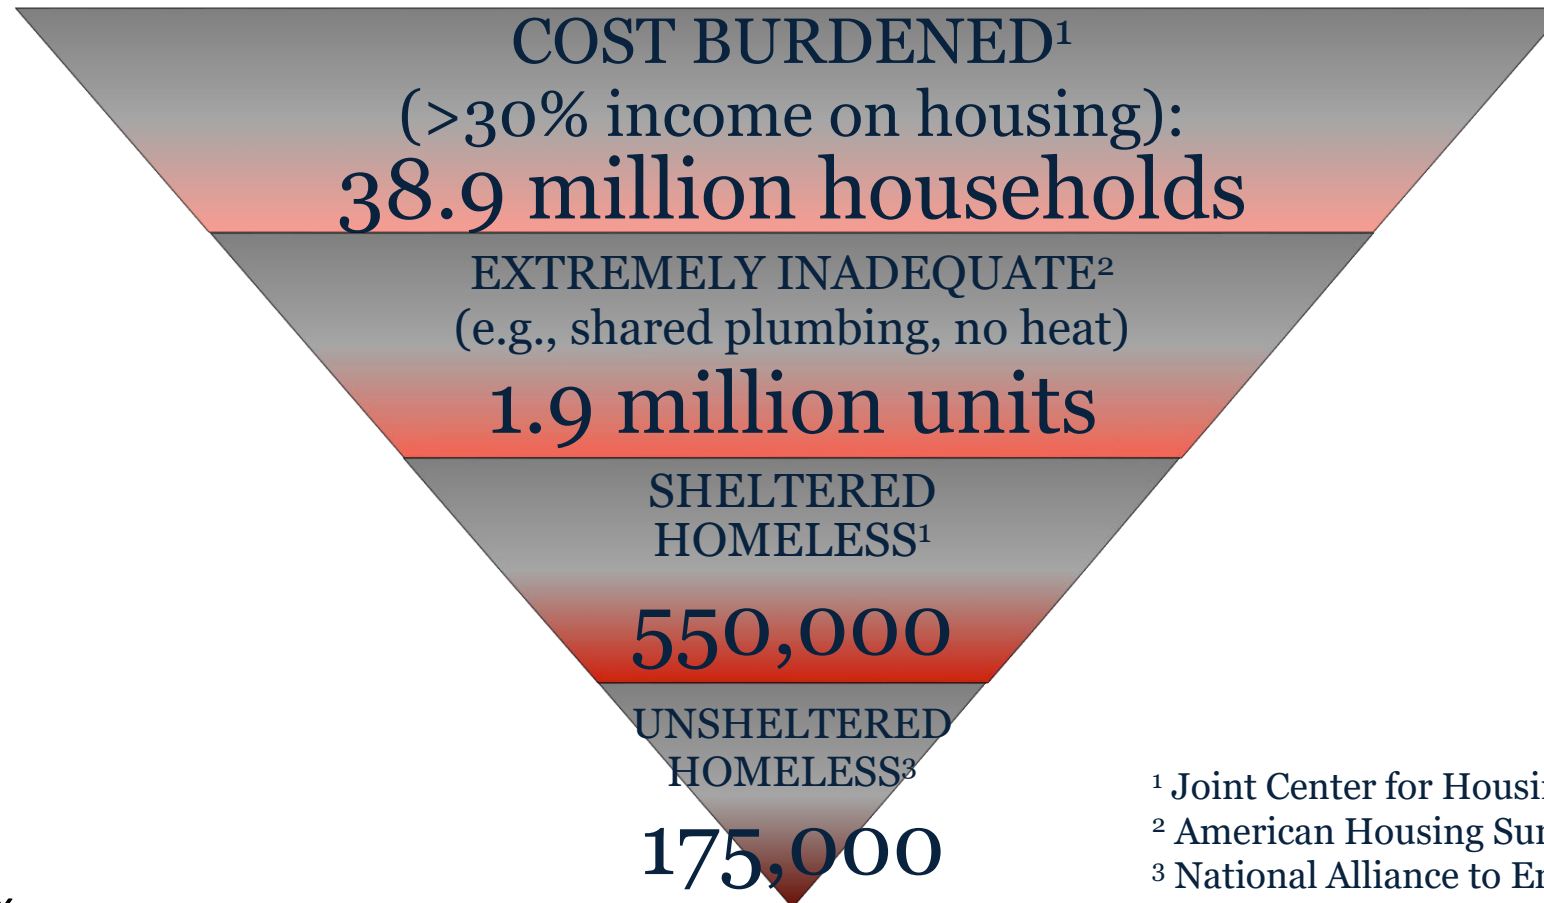 COST BURDENED¹
(>30% income on housing):
38.9 million households
EXTREMELY INADEQUATE²
(e.g., shared plumbing, no heat)
1.9 million units
SHELTERED
HOMELESS¹
550,000
UNSHELTERED
HOMELESS³
175,000
¹ Joint Center for
² American Housing
³ National Alliance to